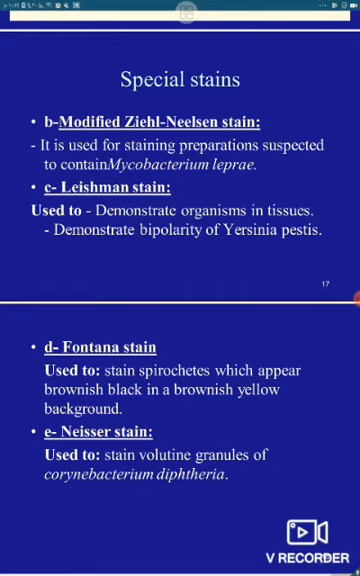 Special stains
• b-Modified Ziehl-Neelsen stain:
- It is used for staining preparations suspected
to containMycobacterium leprae.
• c- Leishman stain:
Used to - Demonstrate organisms in tissues.
- Demonstrate bipolarity of Yersinia pestis.
17
• d- Fontana stain
Used to: stain spirochetes which appear
brownish black in a brownish yellow
background.
• e- Neisser stain:
Used to: stain volutine granules of
corynebacterium diphtheria.
V RECORDER